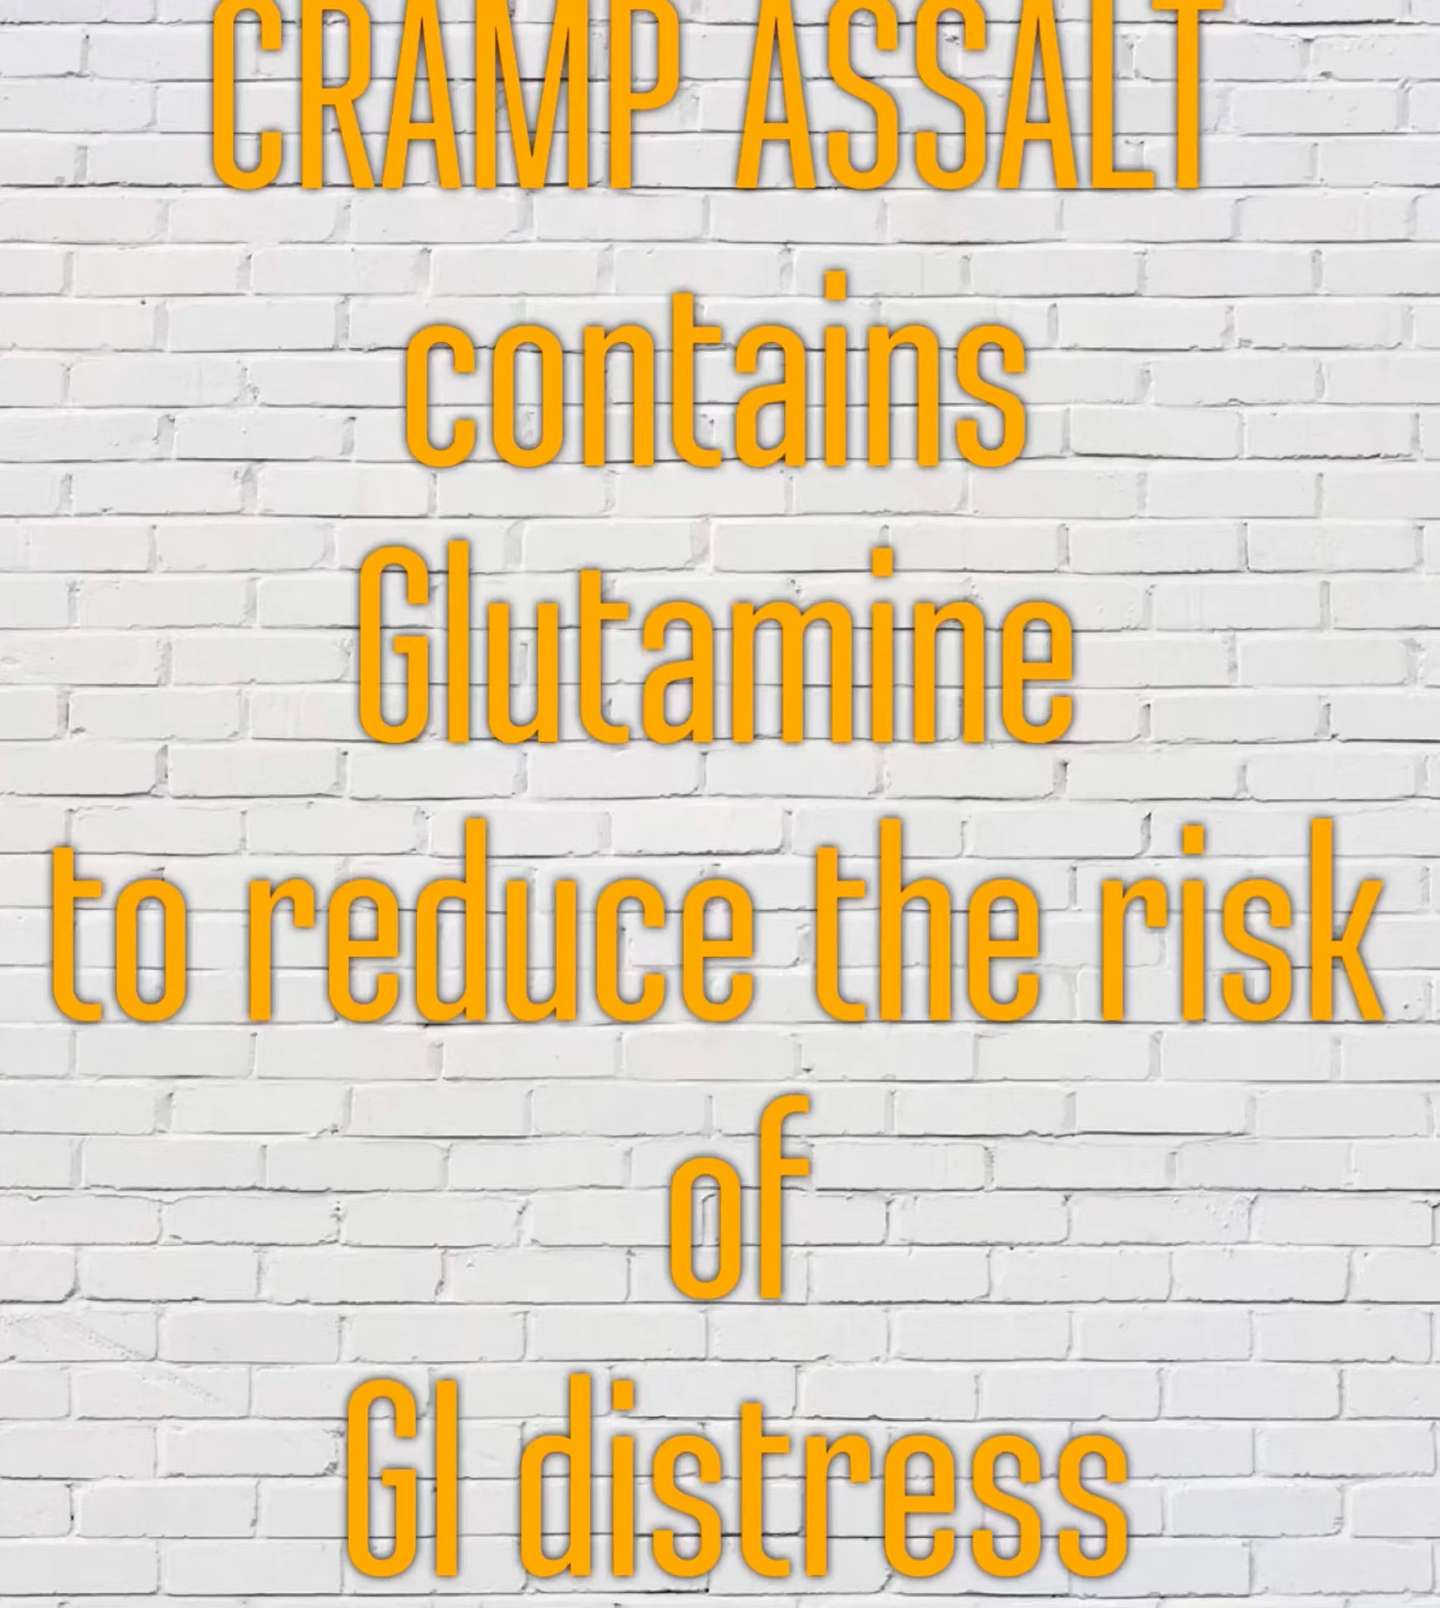 CRAMP ASSALT
contains
Glutamine
to reduce the risk
of
GI distress